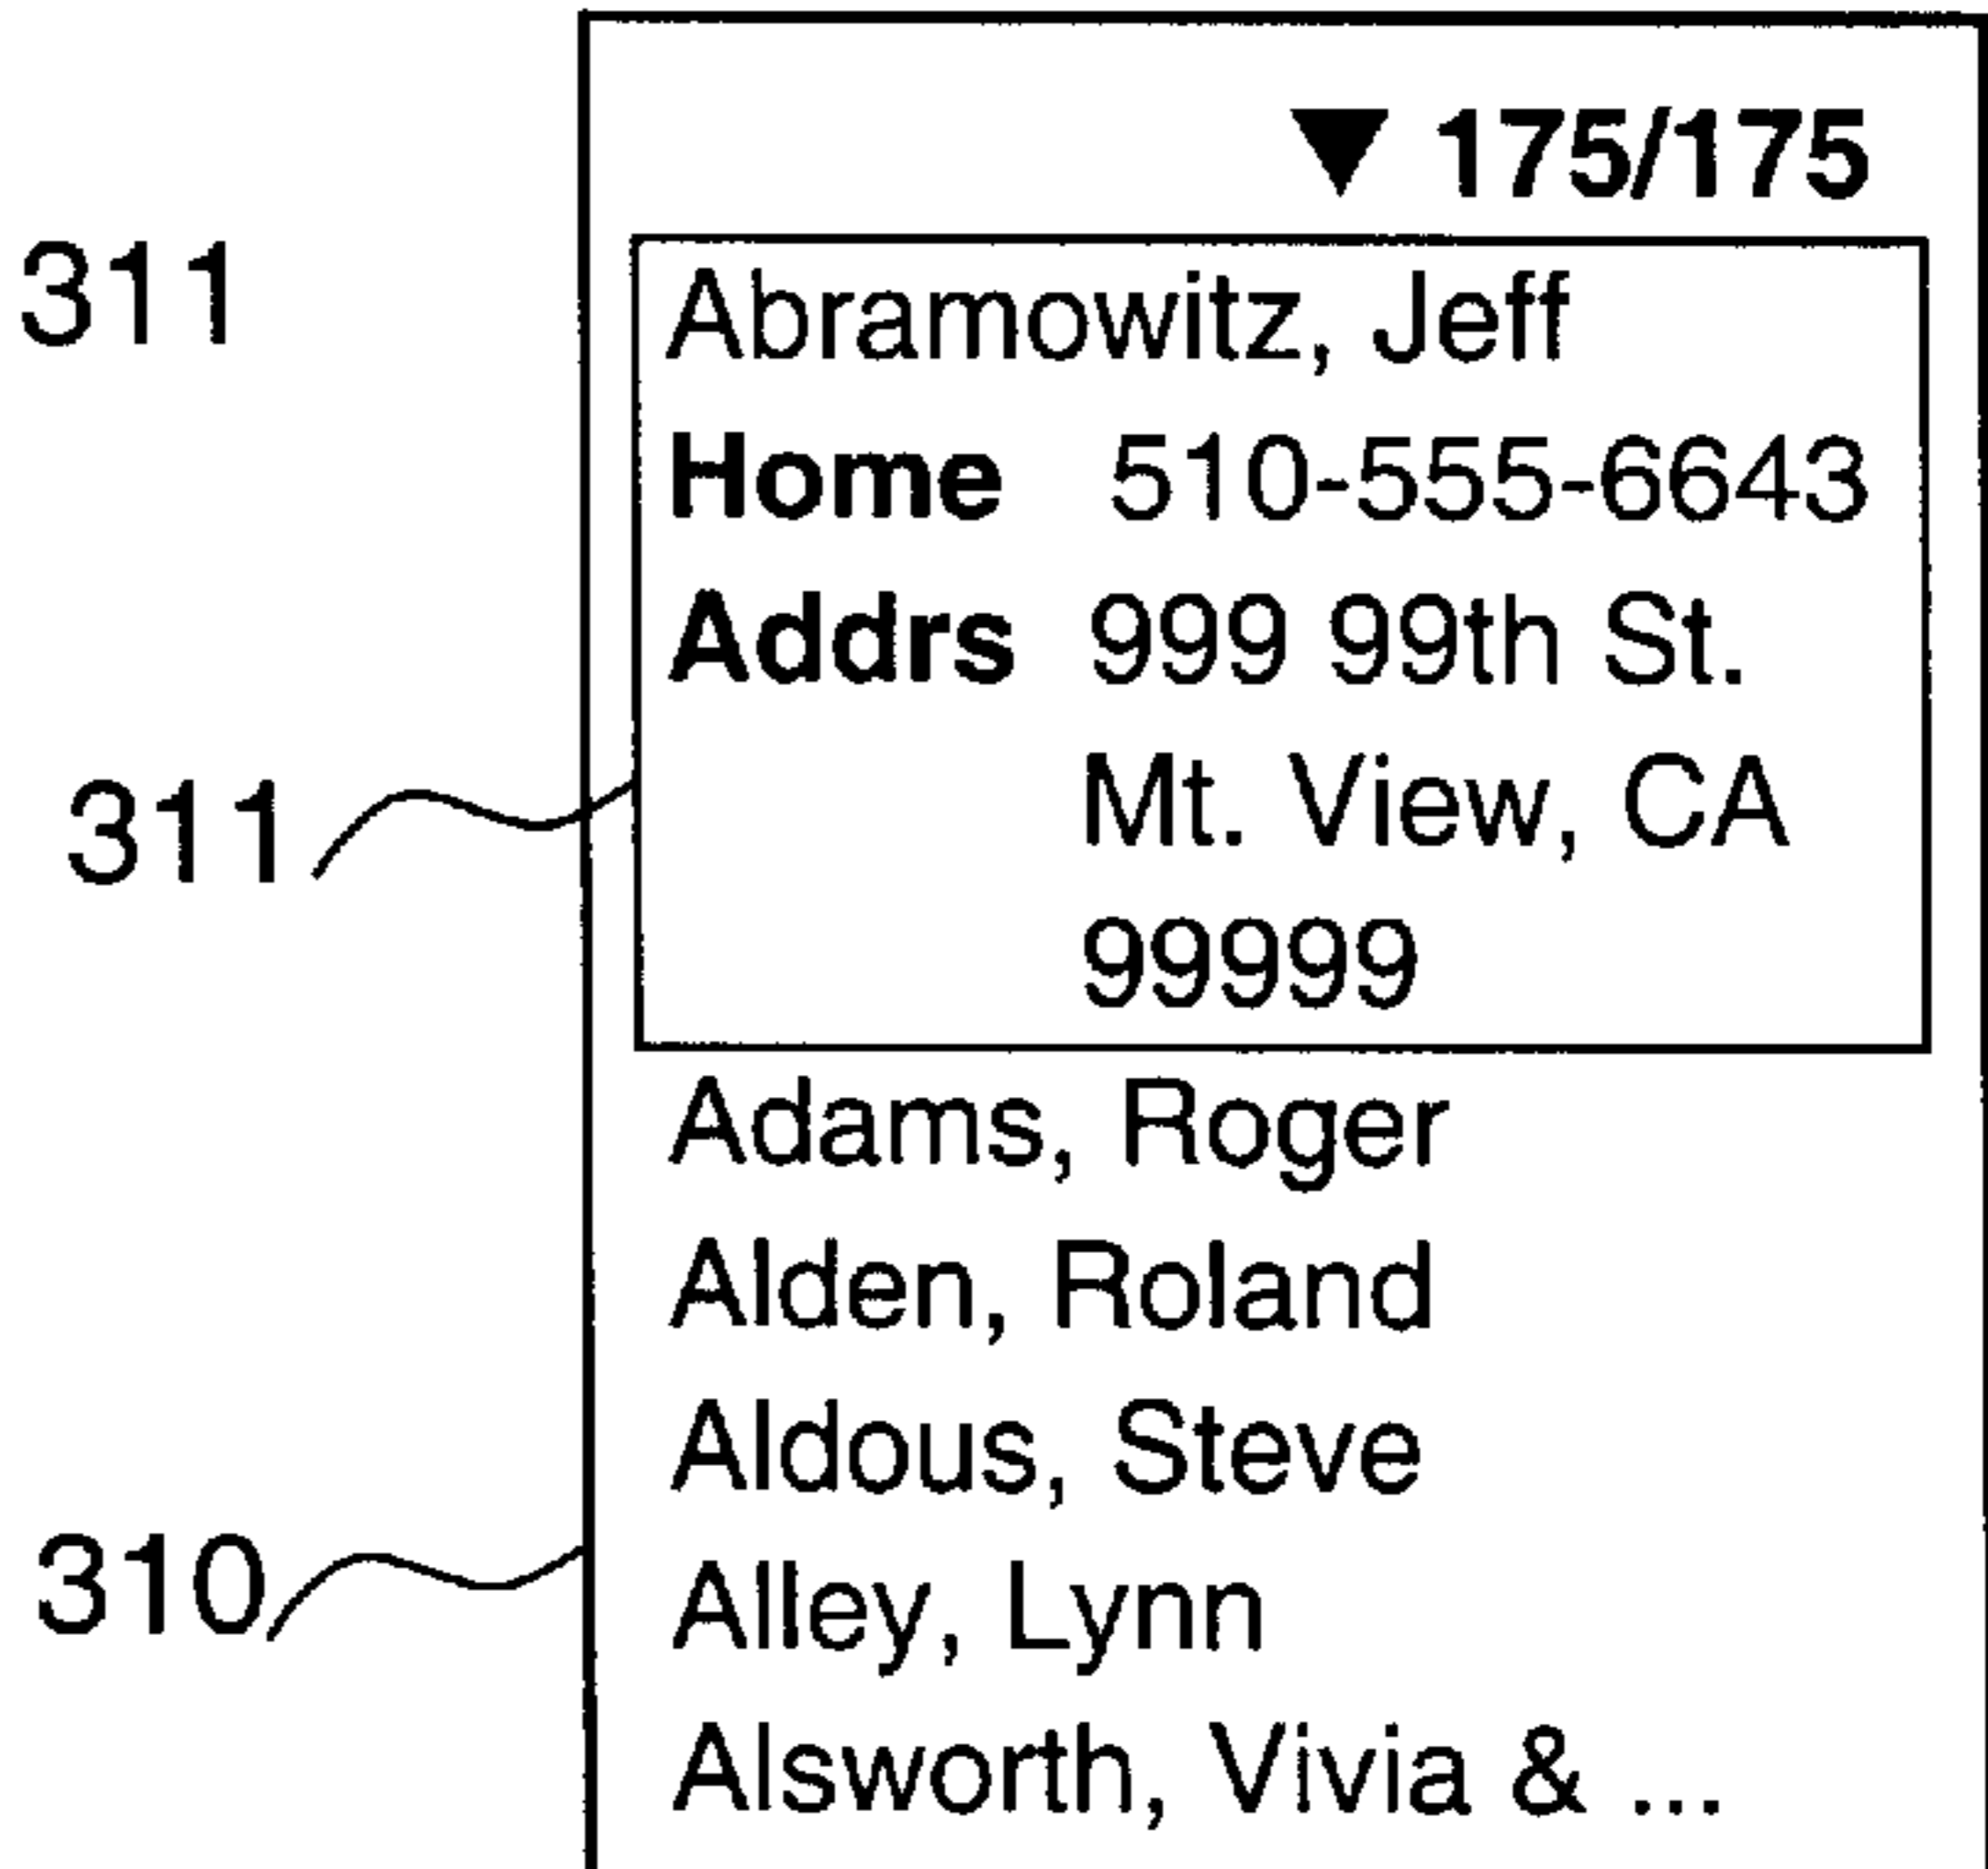 ▼ 175/175
311
Abramowitz, Jeff
Home 510-555-6643
Addrs 999 99th St.
311
Mt. View, CA
99999
Adams, Roger
Alden, Roland
Aldous, Steve
310
Alley, Lynn
Alsworth, Vivia & ...